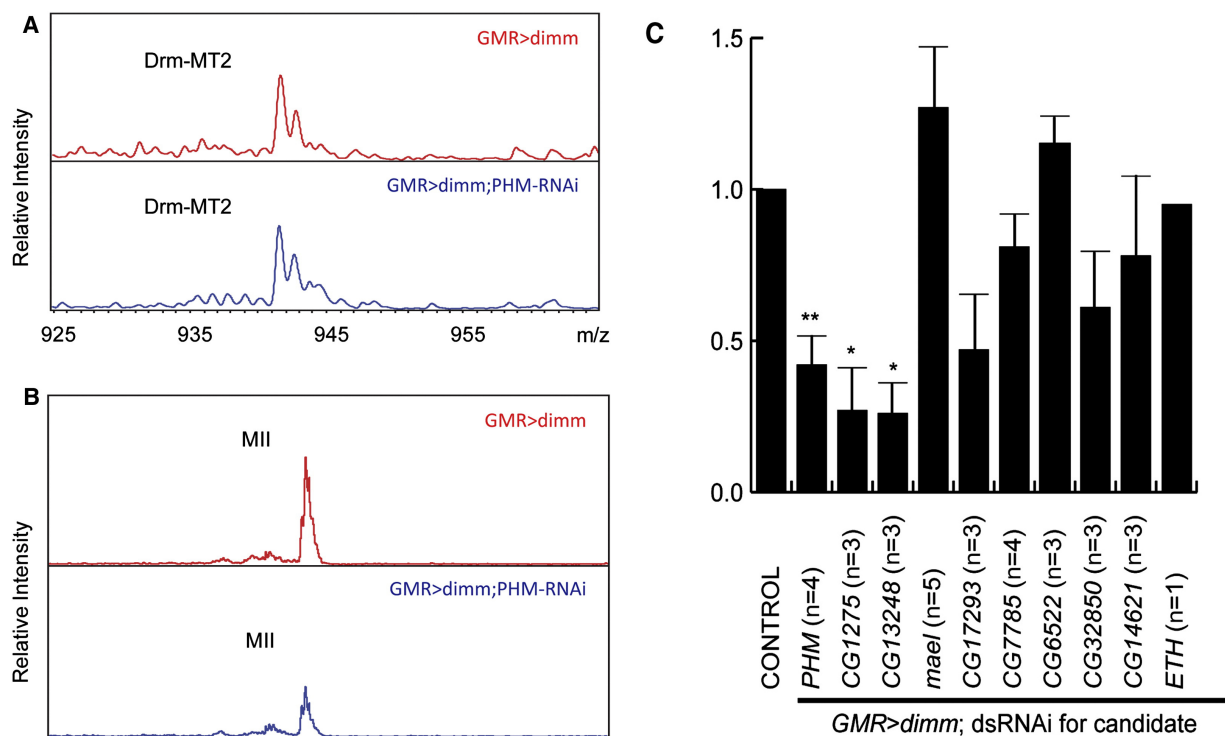 A
GMR>dimm
Drm-MT2
GMR>dimm;PHM-RNAi
Drm-MT2
Relative Intensity
925 935 945 955 m/z
B
GMR>dimm
MII
GMR>dimm;PHM-RNAi
MII
Relative Intensity
C
1.5
1.0
0.5
0.0
** * *
CONTROL
PHM (n=4)
CG1275 (n=3)
CG13248 (n=3)
mael (n=5)
CG17293 (n=3)
CG7785 (n=4)
CG6522 (n=3)
CG32850 (n=3)
CG14621 (n=3)
ETH (n=1)
GMR>dimm; dsRNAi for candidate